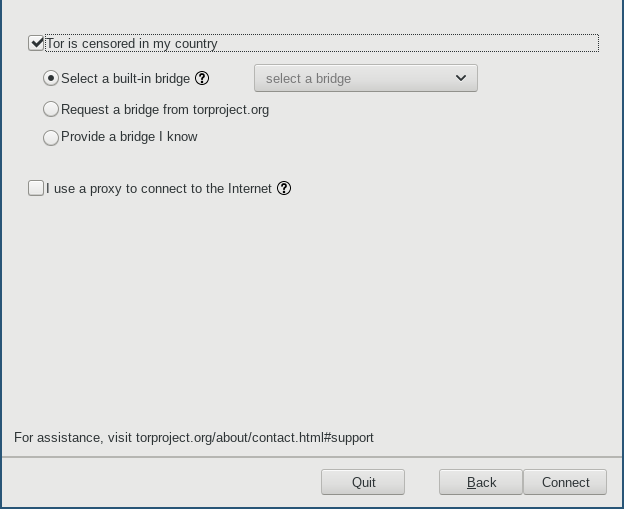 Tor is censored in my country
Select a built-in bridge ? select a bridge
Request a bridge from torproject.org
Provide a bridge I know
I use a proxy to connect to the Internet ?
For assistance, visit torproject.org/about/contact.html#support
Quit Back Connect